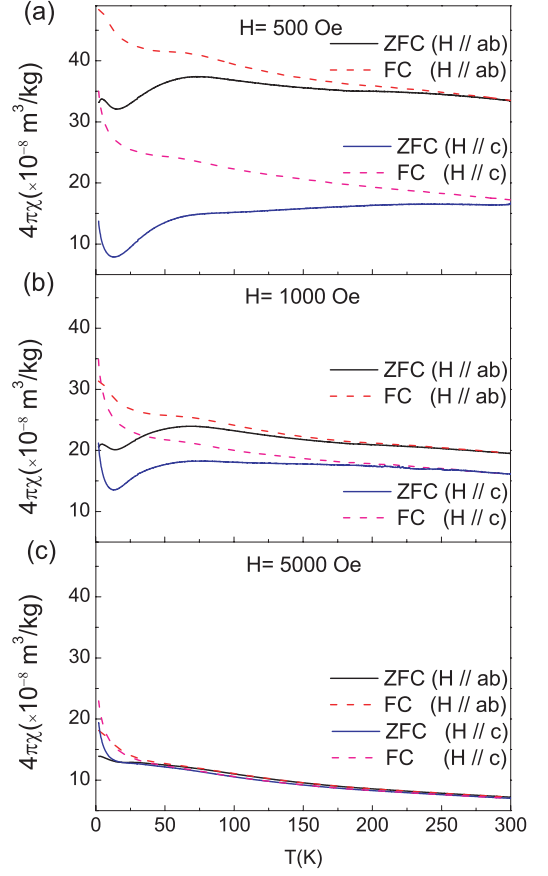 (a)
H= 500 Oe
ZFC (H // ab)
FC (H // ab)
ZFC (H // c)
FC (H // c)
40
30
20
10
4πχ(×10⁻⁸ m³/kg)
(b)
H= 1000 Oe
ZFC (H // ab)
FC (H // ab)
ZFC (H // c)
FC (H // c)
40
30
20
10
4πχ(×10⁻⁸ m³/kg)
(c)
H= 5000 Oe
ZFC (H // ab)
FC (H // ab)
ZFC (H // c)
FC (H // c)
40
30
20
10
4πχ(×10⁻⁸ m³/kg)
0 50 100 150 200 250 300
T(K)